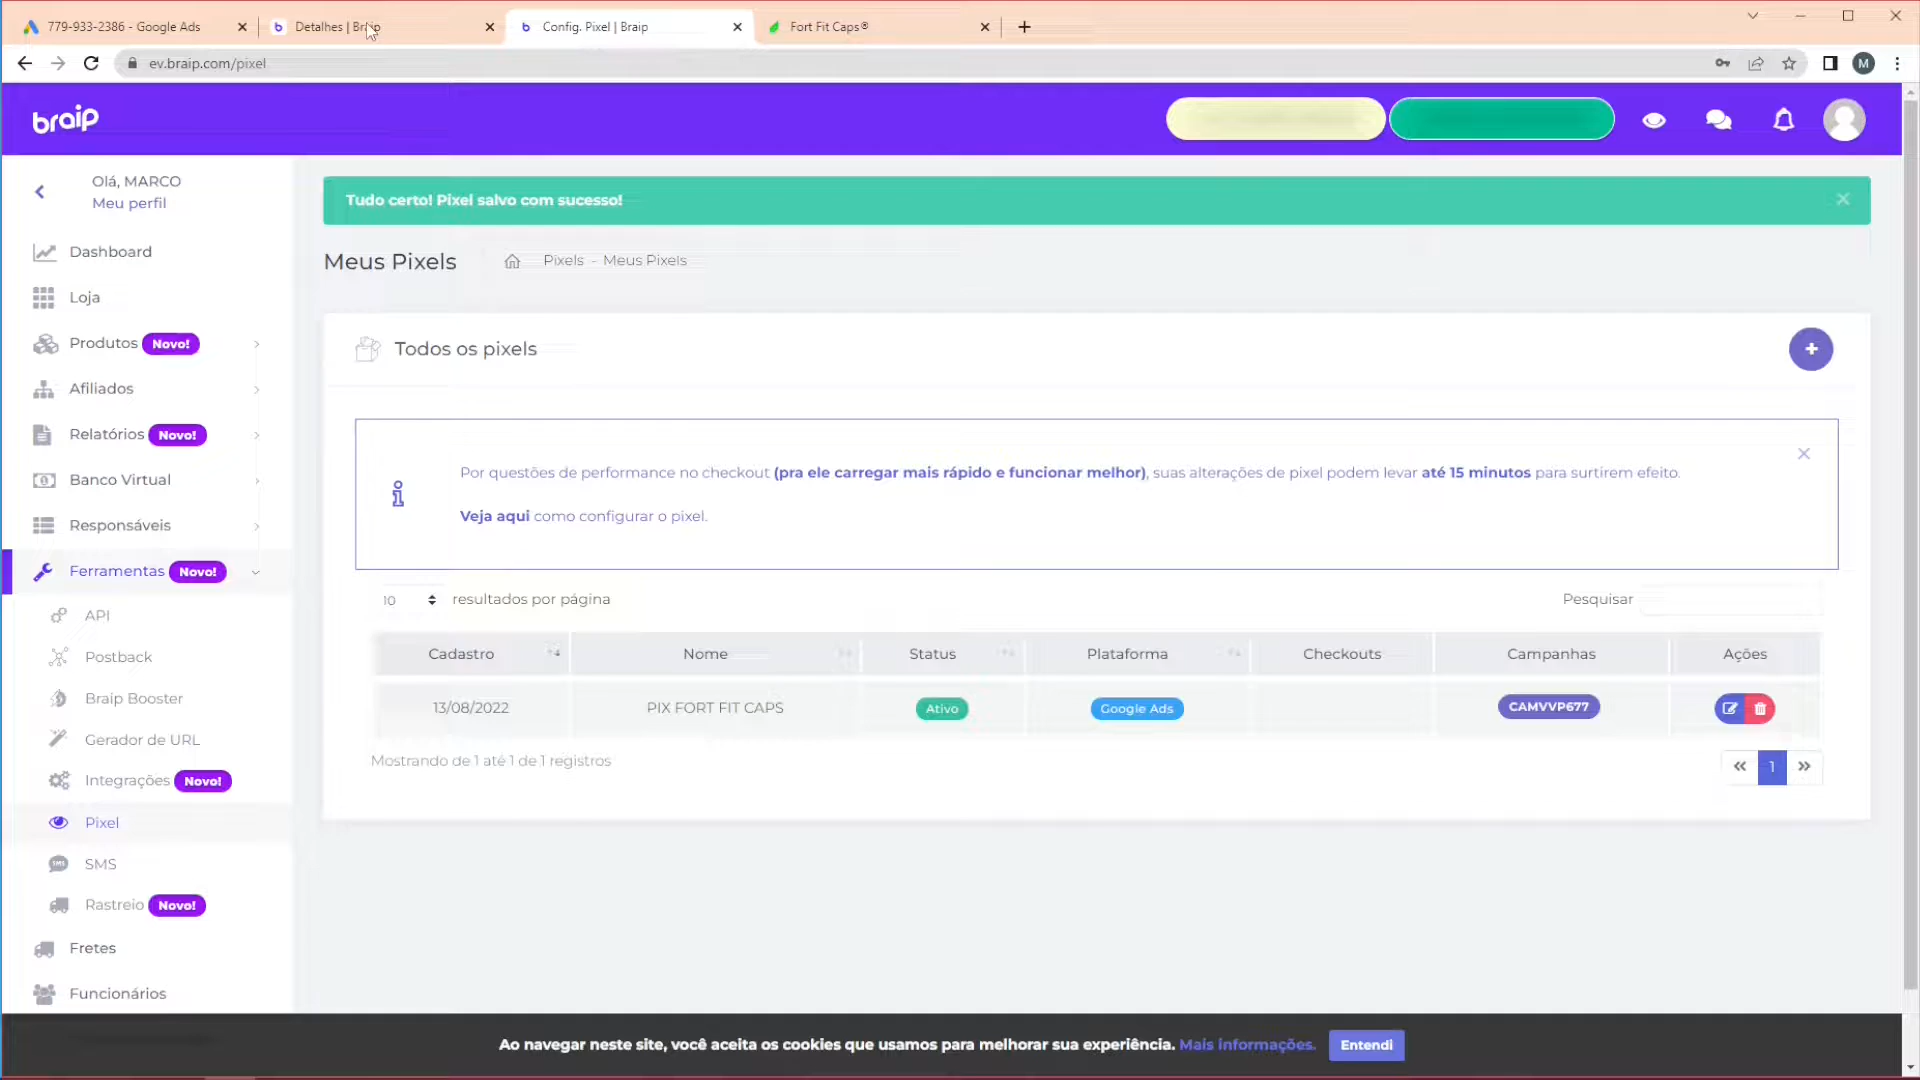 779-933-2386 - Google Ads
Detalhes | Braip
Config. Pixel | Braip
Fort Fit Caps®
ev.braip.com/pixel
M
braip
Olá, MARCO
Meu perfil
Dashboard
Loja
Produtos Novo!
Afiliados
Relatórios Novo!
Banco Virtual
Responsáveis
Ferramentas Novo!
API
Postback
Braip Booster
Gerador de URL
Integrações Novo!
Pixel
SMS
Rastreio Novo!
Fretes
Funcionários
Tudo certo! Pixel salvo com sucesso!
Meus Pixels
Pixels - Meus Pixels
Todos os pixels
Por questões de performance no checkout (pra ele carregar mais rápido e funcionar melhor), suas alterações de pixel podem levar até 15 minutos para surtirem efeito.
Veja aqui como configurar o pixel.
10 resultados por página
Pesquisar
Cadastro Nome Status Plataforma Checkouts Campanhas Ações
13/08/2022 PIX FORT FIT CAPS Ativo Google Ads CAMVVP677
Mostrando de 1 até 1 de 1 registros
« 1 »
Ao navegar neste site, você aceita os cookies que usamos para melhorar sua experiência. Mais informações. Entendi